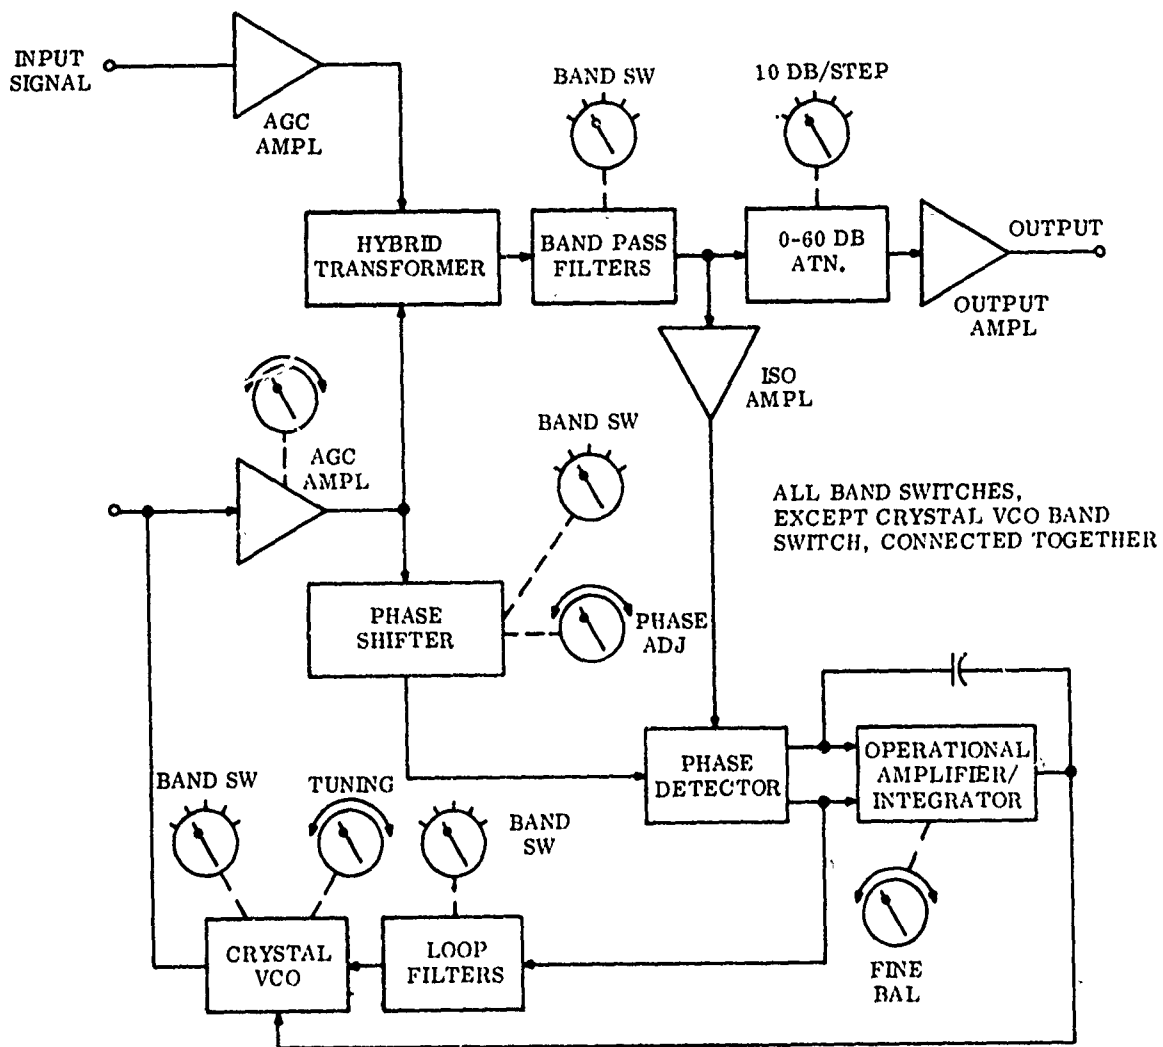 INPUT
SIGNAL
AGC
AMPL
BAND SW
10 DB/STEP
HYBRID
TRANSFORMER
BAND PASS
FILTERS
0-60 DB
ATN.
OUTPUT
OUTPUT
AMPL
ISO
AMPL
AGC
AMPL
BAND SW
ALL BAND SWITCHES,
EXCEPT CRYSTAL VCO BAND
SWITCH, CONNECTED TOGETHER
PHASE
SHIFTER
PHASE
ADJ
PHASE
DETECTOR
OPERATIONAL
AMPLIFIER/
INTEGRATOR
BAND SW
TUNING
BAND
SW
CRYSTAL
VCO
LOOP
FILTERS
FINE
BAL